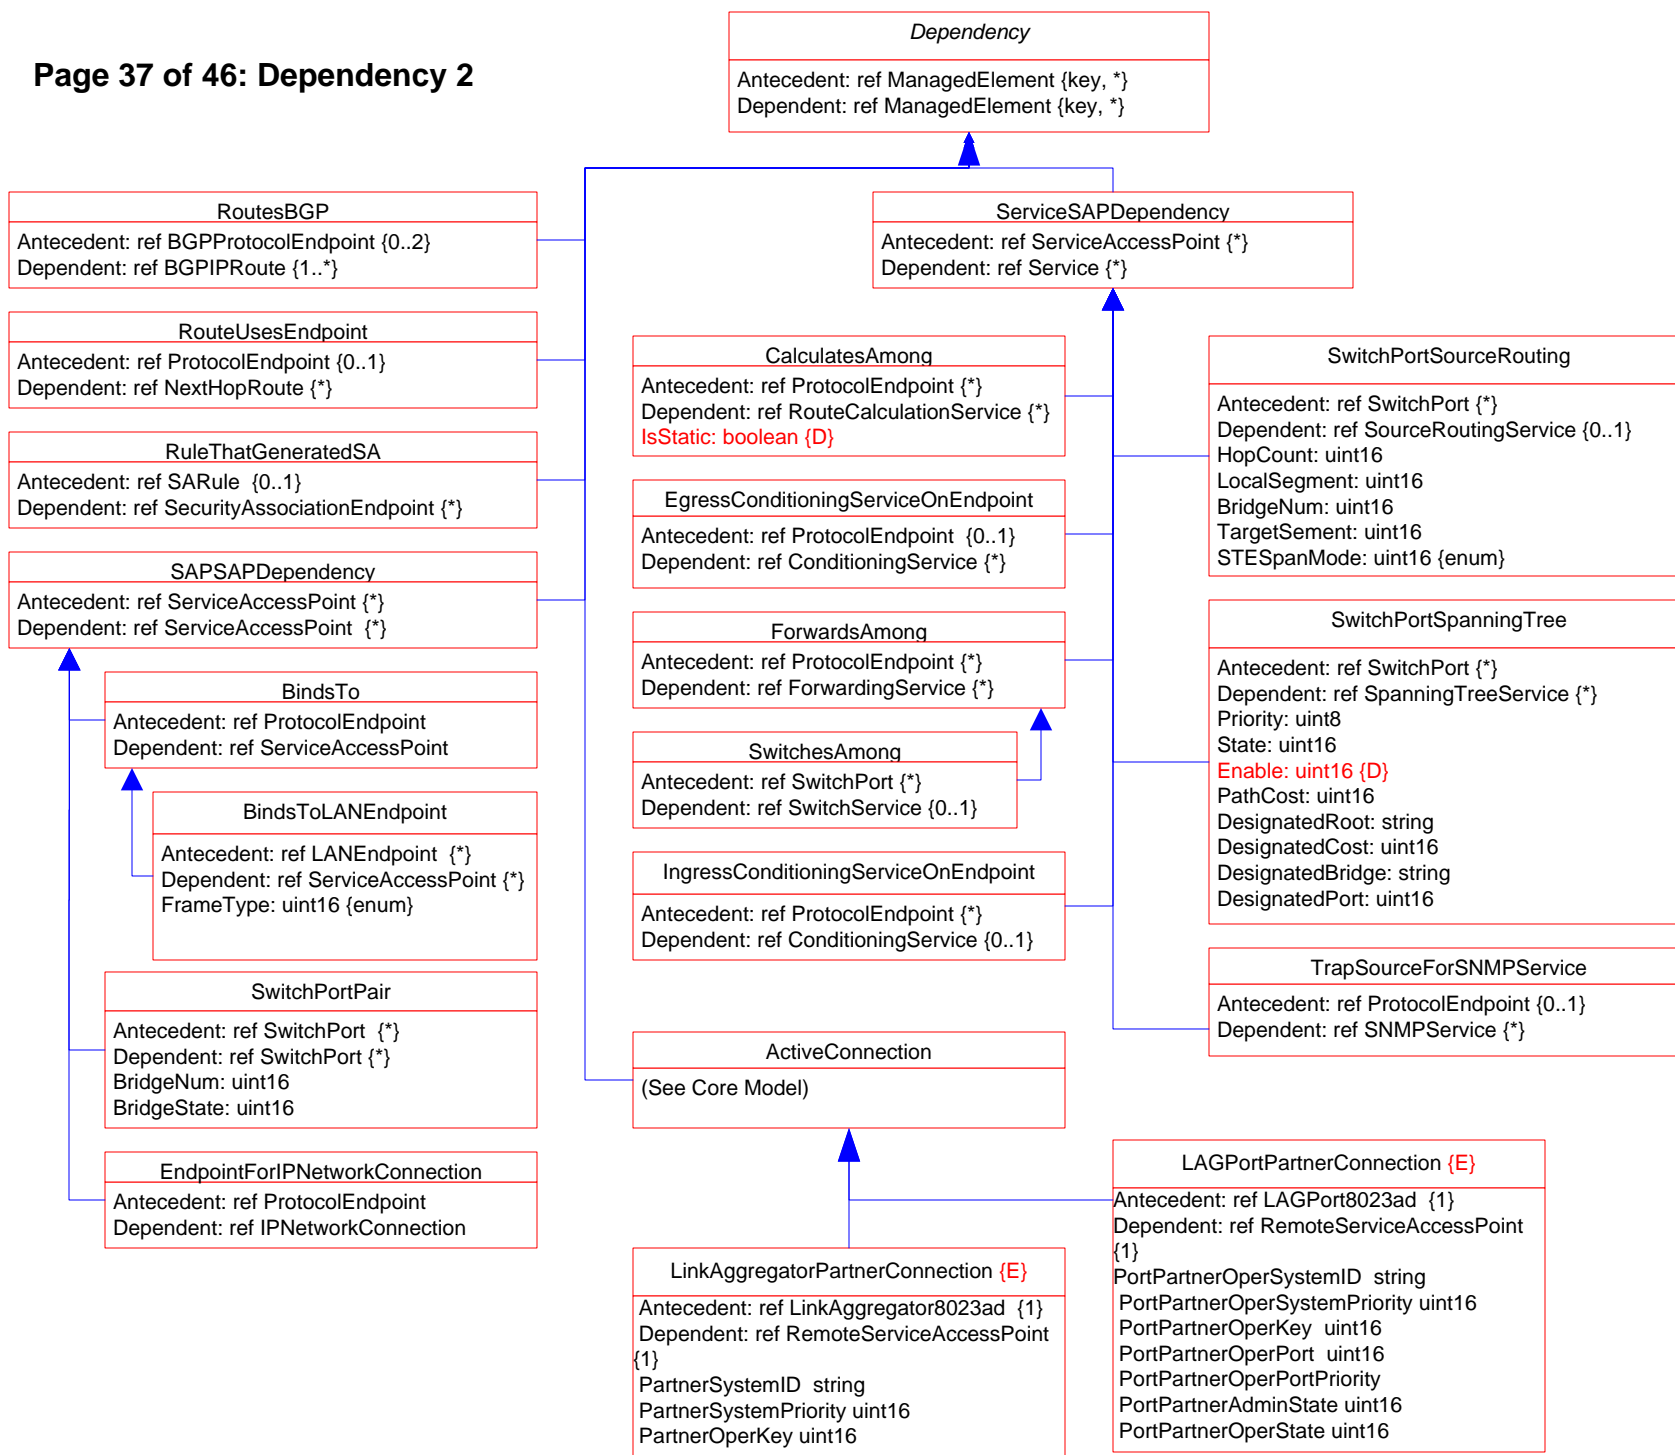 Page 37 of 46: Dependency 2
Dependency
Antecedent: ref ManagedElement {key, *}
Dependent: ref ManagedElement {key, *}
RoutesBGP
Antecedent: ref BGPProtocolEndpoint {0..2}
Dependent: ref BGPIPRoute {1..*}
RouteUsesEndpoint
Antecedent: ref ProtocolEndpoint {0..1}
Dependent: ref NextHopRoute {*}
RuleThatGeneratedSA
Antecedent: ref SARule {0..1}
Dependent: ref SecurityAssociationEndpoint {*}
SAPSAPDependency
Antecedent: ref ServiceAccessPoint {*}
Dependent: ref ServiceAccessPoint {*}
BindsTo
Antecedent: ref ProtocolEndpoint
Dependent: ref ServiceAccessPoint
BindsToLANEndpoint
Antecedent: ref LANEndpoint {*}
Dependent: ref ServiceAccessPoint {*}
FrameType: uint16 {enum}
SwitchPortPair
Antecedent: ref SwitchPort {*}
Dependent: ref SwitchPort {*}
BridgeNum: uint16
BridgeState: uint16
EndpointForIPNetworkConnection
Antecedent: ref ProtocolEndpoint
Dependent: ref IPNetworkConnection
ServiceSAPDependency
Antecedent: ref ServiceAccessPoint {*}
Dependent: ref Service {*}
CalculatesAmong
Antecedent: ref ProtocolEndpoint {*}
Dependent: ref RouteCalculationService {*}
IsStatic: boolean {D}
EgressConditioningServiceOnEndpoint
Antecedent: ref ProtocolEndpoint {0..1}
Dependent: ref ConditioningService {*}
ForwardsAmong
Antecedent: ref ProtocolEndpoint {*}
Dependent: ref ForwardingService {*}
SwitchesAmong
Antecedent: ref SwitchPort {*}
Dependent: ref SwitchService {0..1}
IngressConditioningServiceOnEndpoint
Antecedent: ref ProtocolEndpoint {*}
Dependent: ref ConditioningService {0..1}
SwitchPortSourceRouting
Antecedent: ref SwitchPort {*}
Dependent: ref SourceRoutingService {0..1}
HopCount: uint16
LocalSegment: uint16
BridgeNum: uint16
TargetSement: uint16
STESpanMode: uint16 {enum}
SwitchPortSpanningTree
Antecedent: ref SwitchPort {*}
Dependent: ref SpanningTreeService {*}
Priority: uint8
State: uint16
Enable: uint16 {D}
PathCost: uint16
DesignatedRoot: string
DesignatedCost: uint16
DesignatedBridge: string
DesignatedPort: uint16
TrapSourceForSNMPService
Antecedent: ref ProtocolEndpoint {0..1}
Dependent: ref SNMPService {*}
ActiveConnection
(See Core Model)
LinkAggregatorPartnerConnection {E}
Antecedent: ref LinkAggregator8023ad {1}
Dependent: ref RemoteServiceAccessPoint
{1}
PartnerSystemID string
PartnerSystemPriority uint16
PartnerOperKey uint16
LAGPortPartnerConnection {E}
Antecedent: ref LAGPort8023ad {1}
Dependent: ref RemoteServiceAccessPoint
{1}
PortPartnerOperSystemID string
PortPartnerOperSystemPriority uint16
PortPartnerOperKey uint16
PortPartnerOperPort uint16
PortPartnerOperPortPriority
PortPartnerAdminState uint16
PortPartnerOperState uint16